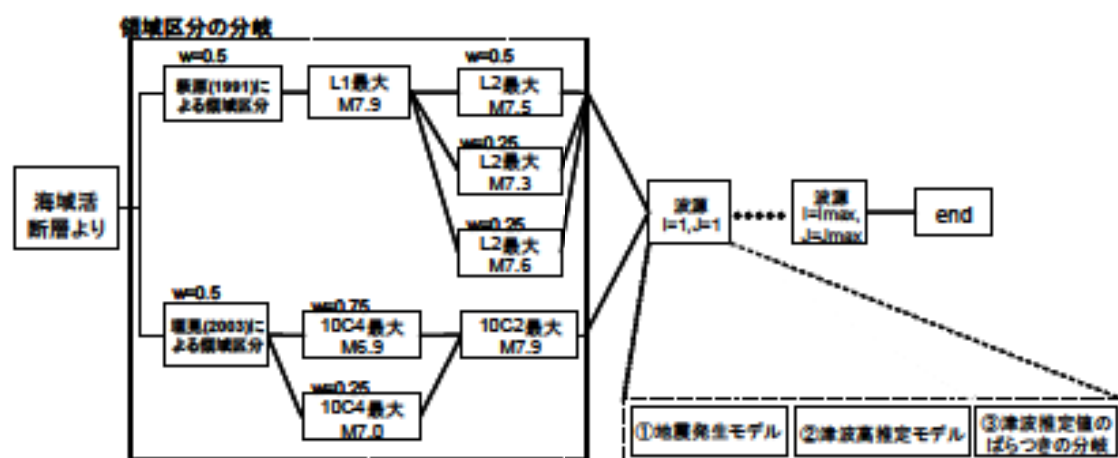 領域区分の分岐
w=0.5
萩原(1991)に
よる領域区分
L1最大
M7.9
w=0.5
L2最大
M7.5
w=0.25
L2最大
M7.3
w=0.25
L2最大
M7.6
海域活
断層より
w=0.5
垣見(2003)に
よる領域区分
w=0.75
10C4最大
M6.9
w=0.25
10C4最大
M7.0
10C2最大
M7.9
波源
I=1,J=1
波源
I=Imax,
J=Jmax
end
①地震発生モデル
②津波高推定モデル
③津波推定値の
ばらつきの分岐